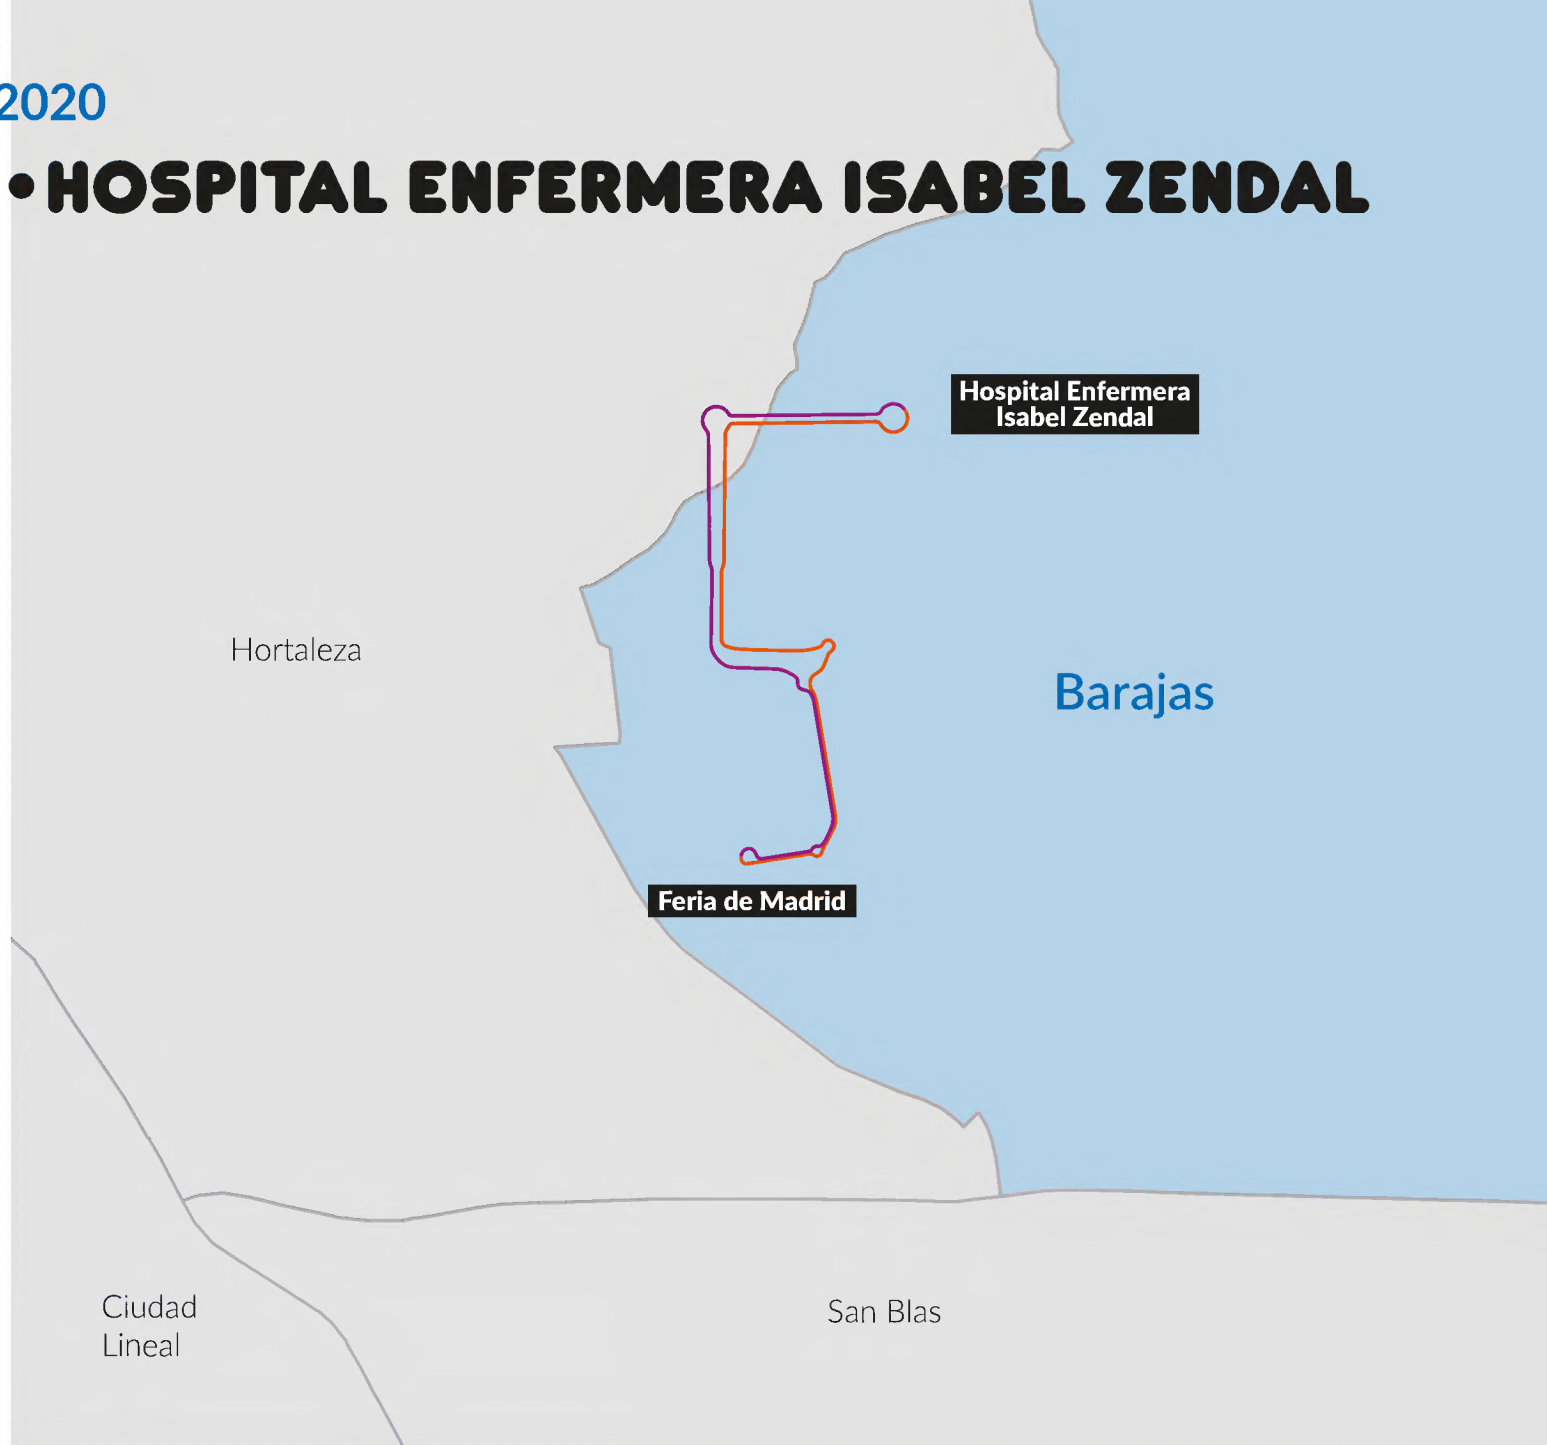 2020
• HOSPITAL ENFERMERA ISABEL ZENDAL
Hospital Enfermera
Isabel Zendal
Hortaleza
Barajas
Feria de Madrid
Ciudad
Lineal
San Blas